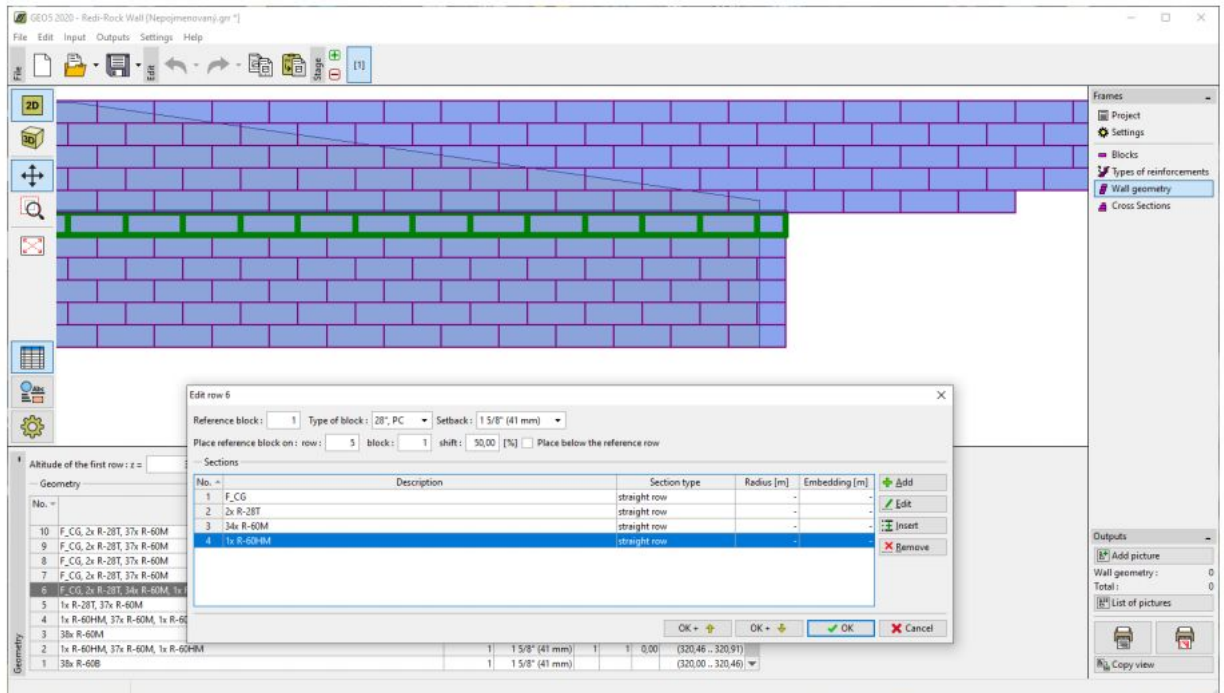 GEO5 2020 - Redi-Rock Wall [Nepojmenovaný.grr *]
File Edit Input Outputs Settings Help
File
Edit
Stage
[1]
2D
3D
Frames
Project
Settings
Blocks
Types of reinforcements
Wall geometry
Cross Sections
Edit row 6
Reference block : 1 Type of block : 28", PC Setback : 1 5/8" (41 mm)
Place reference block on : row : 5 block : 1 shift : 50,00 [%] Place below the reference row
Sections
No. Description Section type Radius [m] Embedding [m]
1 F_CG straight row - -
2 2x R-28T straight row - -
3 34x R-60M straight row - -
4 1x R-60HM straight row - -
Add
Edit
Insert
Remove
OK + OK + OK Cancel
Altitude of the first row : z =
Geometry
No.
10 F_CG, 2x R-28T, 37x R-60M
9 F_CG, 2x R-28T, 37x R-60M
8 F_CG, 2x R-28T, 37x R-60M
7 F_CG, 2x R-28T, 37x R-60M
6 F_CG, 2x R-28T, 34x R-60M, 1x
5 1x R-28T, 37x R-60M
4 1x R-60HM, 37x R-60M, 1x R-60
3 38x R-60M
2 1x R-60HM, 37x R-60M, 1x R-60HM 1 1 5/8" (41 mm) 1 1 0,00 (320,46 .. 320,91)
1 38x R-60B 1 1 5/8" (41 mm) (320,00 .. 320,46)
Geometry
Outputs
Add picture
Wall geometry : 0
Total : 0
List of pictures
Copy view